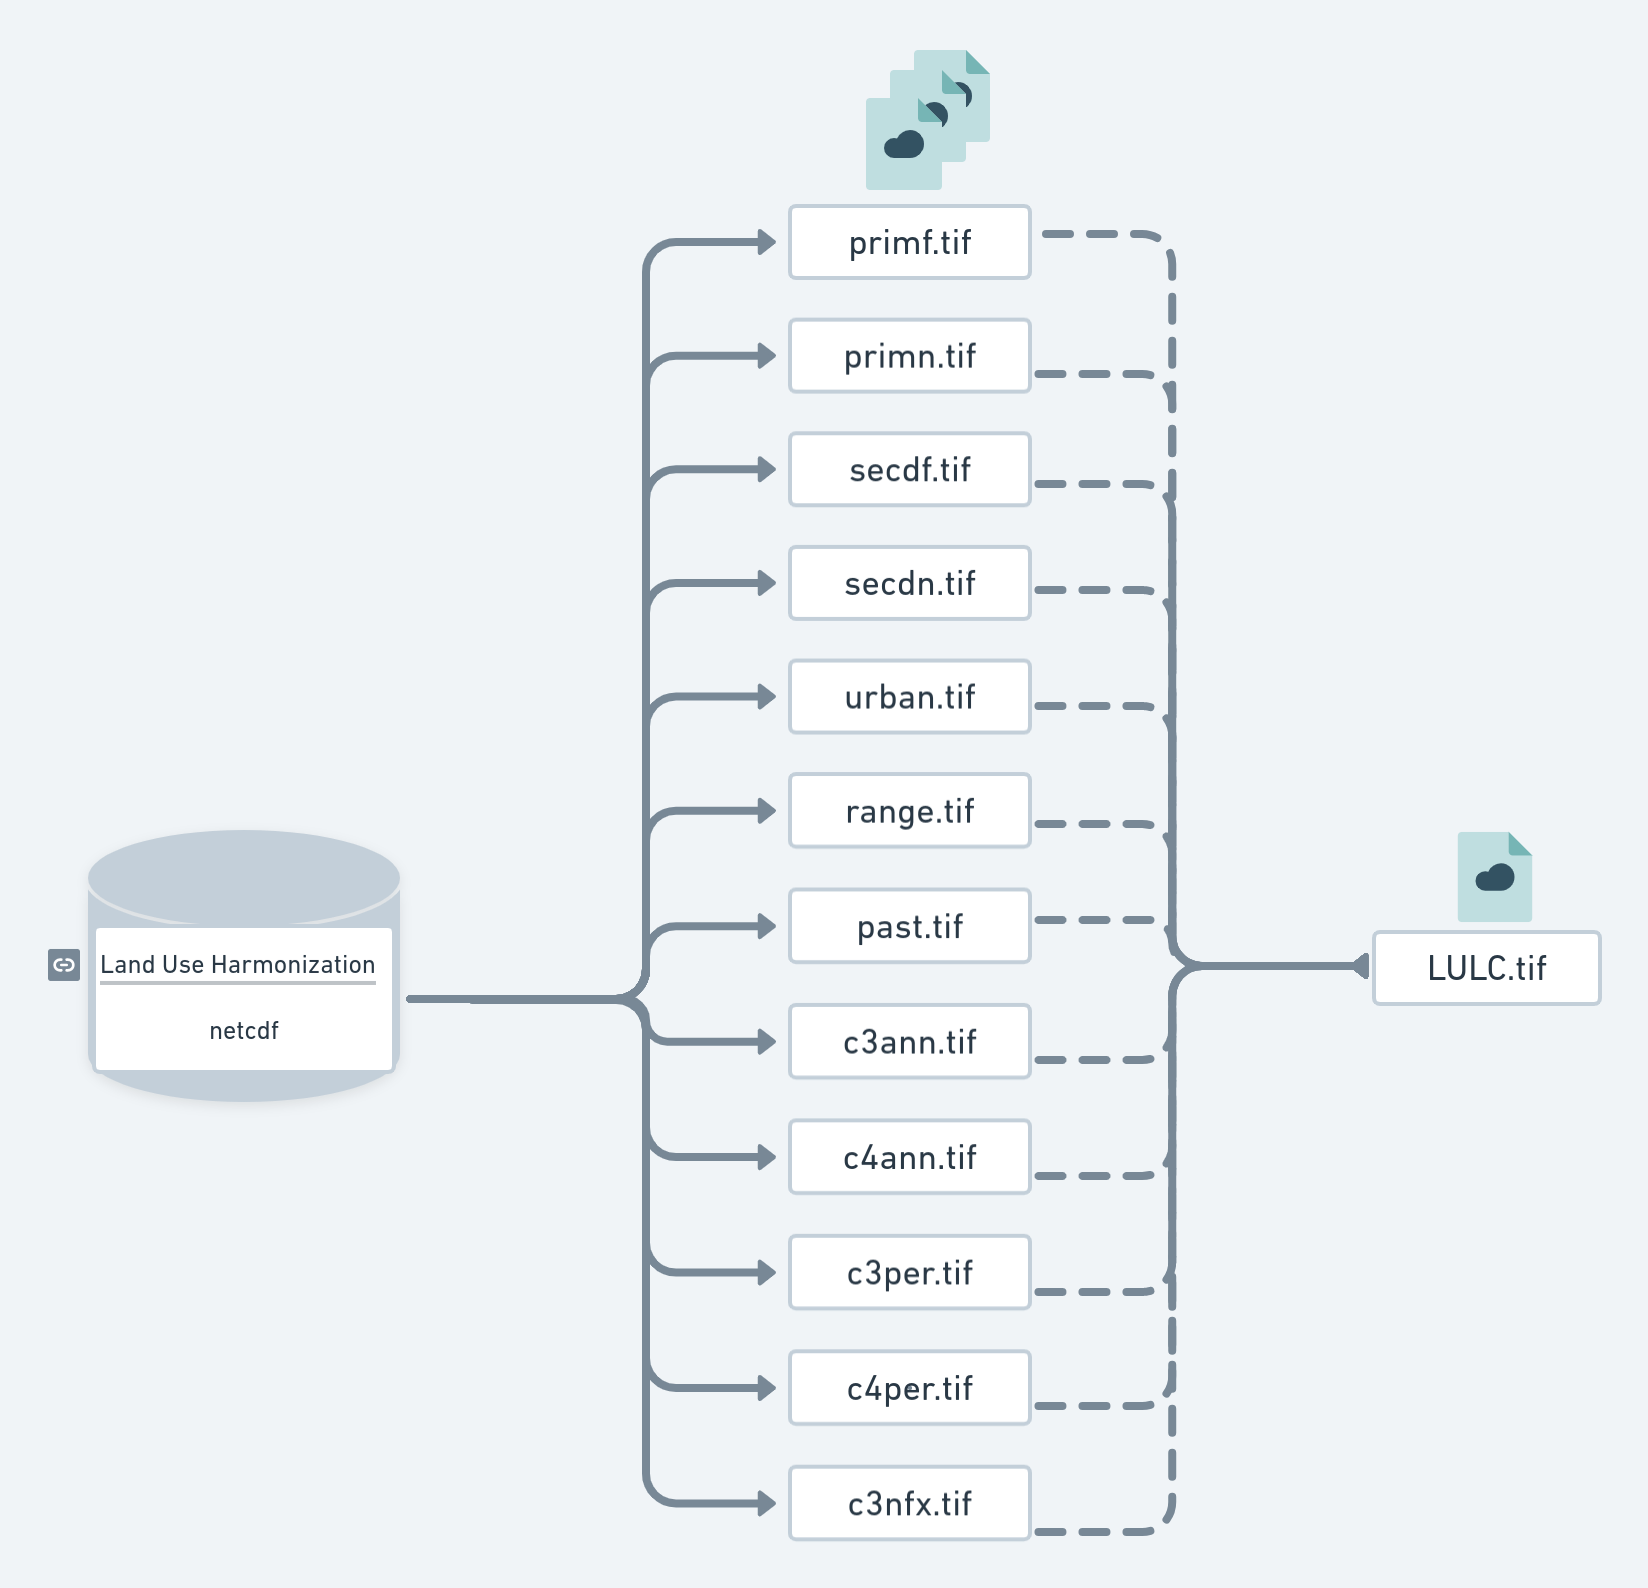 primf.tif
primn.tif
secdf.tif
secdn.tif
urban.tif
range.tif
past.tif
c3ann.tif
c4ann.tif
c3per.tif
c4per.tif
c3nfx.tif
Land Use Harmonization
netcdf
LULC.tif